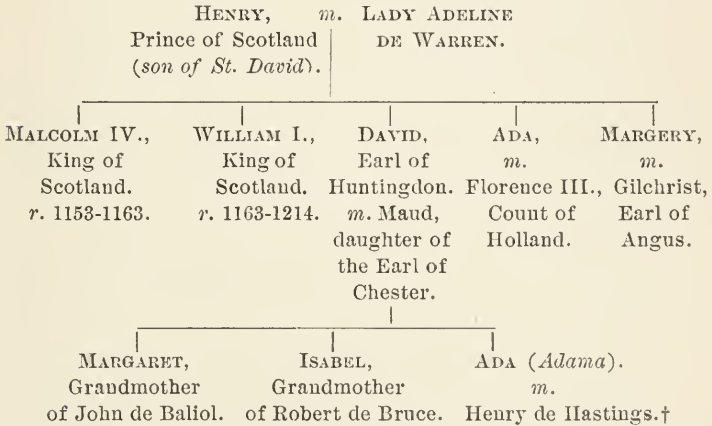 HENRY, m. LADY ADELINE
Prince of Scotland DE WARREN.
(son of St. David).
MALCOLM IV., WILLIAM I., DAVID, ADA, MARGERY,
King of King of Earl of m. m.
Scotland. Scotland. Huntingdon. Florence III., Gilchrist,
r. 1153-1163. r. 1163-1214. m. Maud, Count of Earl of
daughter of Holland. Angus.
the Earl of
Chester.
MARGARET, ISABEL, ADA (Adama).
Grandmother Grandmother m.
of John de Baliol. of Robert de Bruce. Henry de Hastings.†